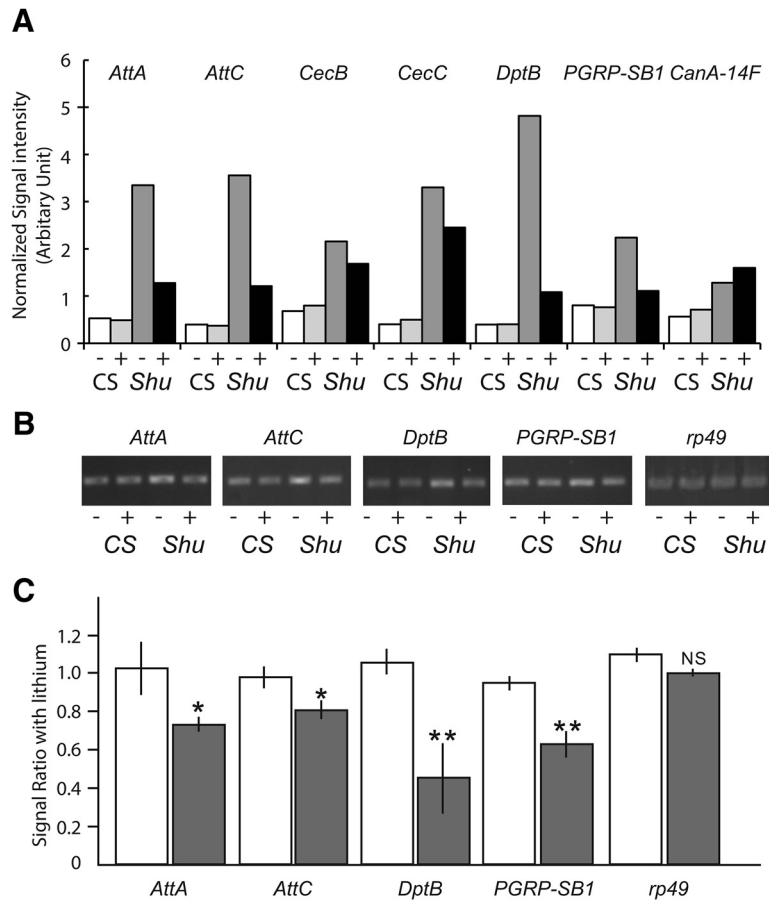 A
Normalized Signal intensity
(Arbitary Unit)
6
5
4
3
2
1
0
AttA AttC CecB CecC DptB PGRP-SB1 CanA-14F
- + - + - + - + - + - + - + - + - + - + - + - + - + - +
CS Shu CS Shu CS Shu CS Shu CS Shu CS Shu CS Shu
B
AttA AttC DptB PGRP-SB1 rp49
- + - + - + - + - + - + - + - + - + - +
CS Shu CS Shu CS Shu CS Shu CS Shu
C
Signal Ratio with lithium
1.2
1.0
0.8
0.6
0.4
0.2
0
* * ** ** NS
AttA AttC DptB PGRP-SB1 rp49